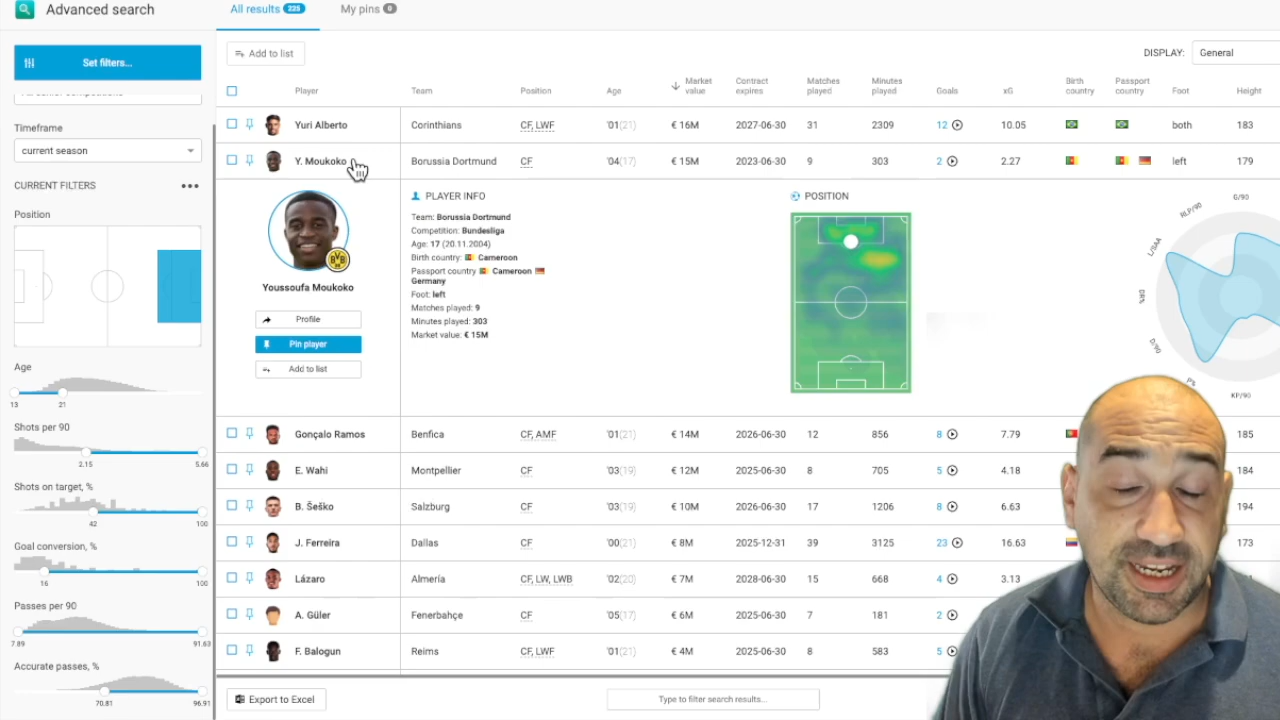 Advanced search
All results 225
My pins 0
Set filters...
Add to list
DISPLAY: General
Player Team Position Age Market value Contract expires Matches played Minutes played Goals xG Birth country Passport country Foot Height
Timeframe
current season
CURRENT FILTERS
Position
Age
13 21
Shots per 90
2.15 5.66
Shots on target, %
42 100
Goal conversion, %
16 100
Passes per 90
7.89 91.63
Accurate passes, %
70.81 96.91
Yuri Alberto Corinthians CF, LWF '01(21) € 16M 2027-06-30 31 2309 12 10.05 both 183
Y. Moukoko Borussia Dortmund CF '04(17) € 15M 2023-06-30 9 303 2 2.27 left 179
Youssoufa Moukoko
Profile
Pin player
Add to list
PLAYER INFO
Team: Borussia Dortmund
Competition: Bundesliga
Age: 17 (20.11.2004)
Birth country: Cameroon
Passport country Cameroon
Germany
Foot: left
Matches played: 9
Minutes played: 303
Market value: € 15M
POSITION
G/90
RLP/90
L/SAA
DR%
D/90
P%
KP/90
Gonçalo Ramos Benfica CF, AMF '01(21) € 14M 2026-06-30 12 856 8 7.79 185
E. Wahi Montpellier CF '03(19) € 12M 2025-06-30 8 705 5 4.18 184
B. Šeško Salzburg CF '03(19) € 10M 2026-06-30 17 1206 8 6.63 194
J. Ferreira Dallas CF '00(21) € 8M 2025-12-31 39 3125 23 16.63 173
Lázaro Almería CF, LW, LWB '02(20) € 7M 2028-06-30 15 668 4 3.13
A. Güler Fenerbahçe CF '05(17) € 6M 2025-06-30 7 181 2
F. Balogun Reims CF, LWF '01(21) € 4M 2025-06-30 8 583 5
Export to Excel
Type to filter search results...